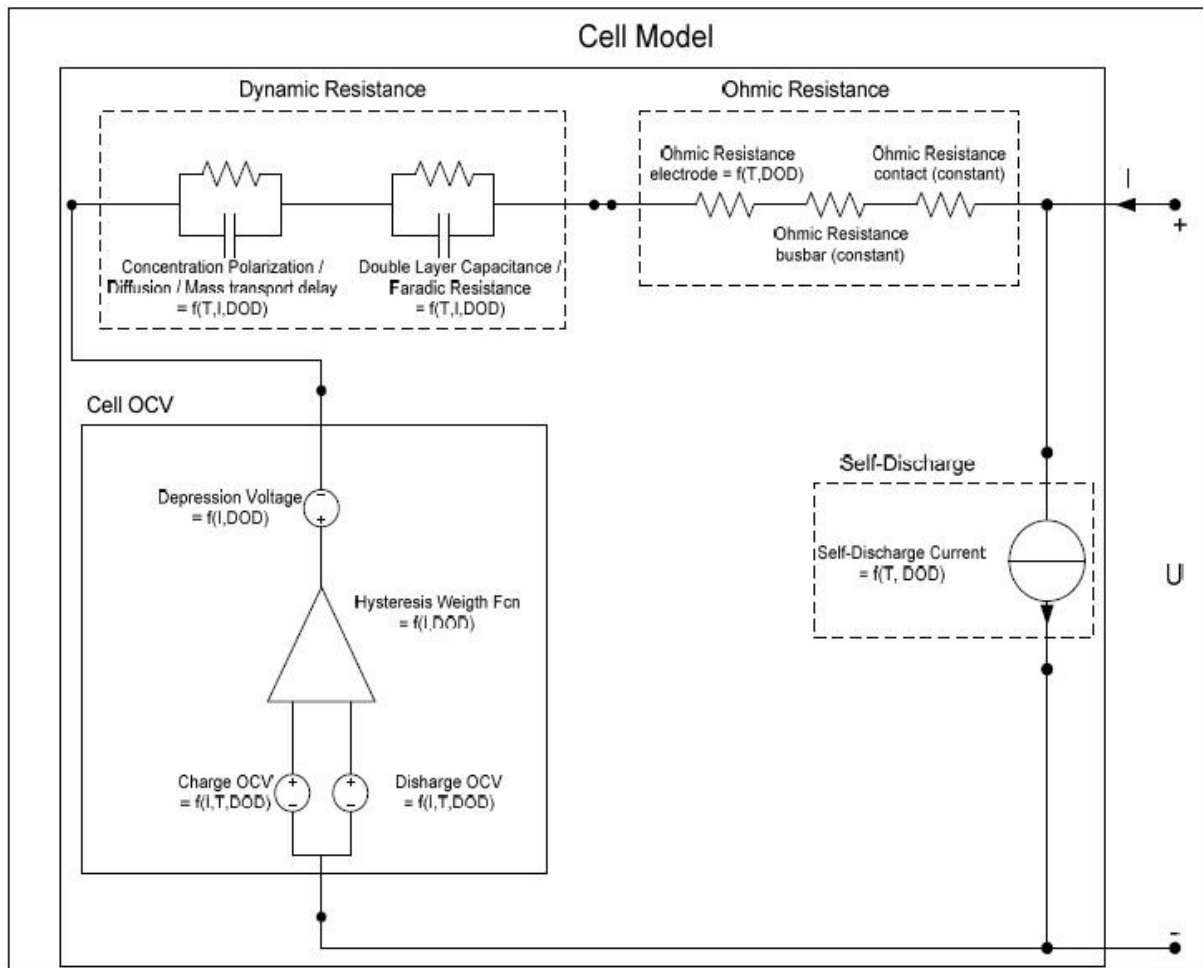 Cell Model
Dynamic Resistance
Ohmic Resistance
Ohmic Resistance
electrode = f(T,DOD)
Ohmic Resistance
contact (constant)
I
+
Ohmic Resistance
busbar (constant)
Concentration Polarization /
Diffusion / Mass transport delay
= f(T,I,DOD)
Double Layer Capacitance /
Faradic Resistance
= f(T,I,DOD)
Cell OCV
Self-Discharge
Depression Voltage
= f(I,DOD)
-
+
Self-Discharge Current
= f(T, DOD)
U
Hysteresis Weigth Fcn
= f(I,DOD)
Charge OCV
= f(I,T,DOD)
+
-
+
-
Disharge OCV
= f(I,T,DOD)
-